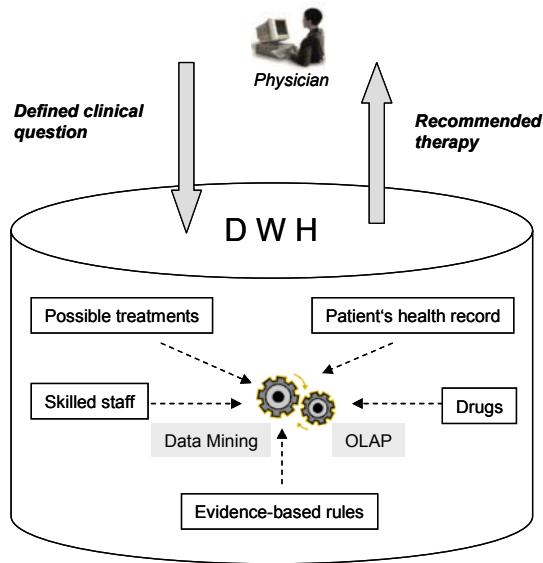 Physician
Defined clinical
question
Recommended
therapy
D W H
Possible treatments
Patient‘s health record
Skilled staff
Drugs
Data Mining
OLAP
Evidence-based rules